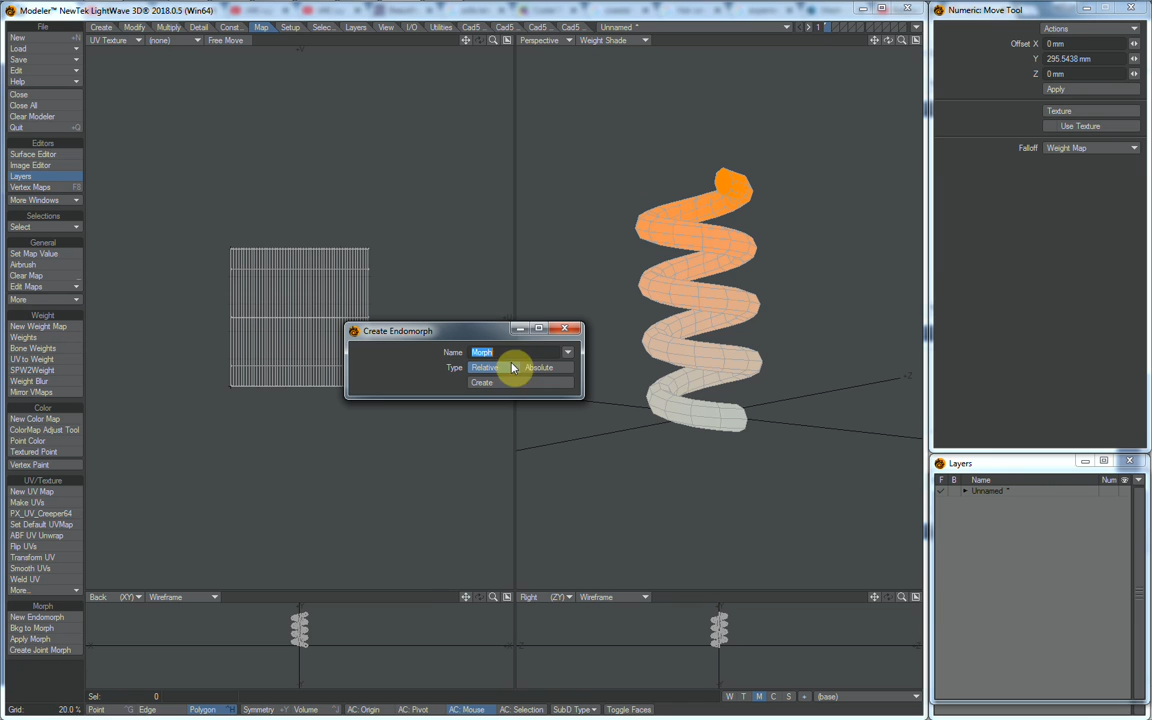 Modeler™ NewTek LightWave 3D® 2018.0.5 (Win64)
Numeric: Move Tool
File
Create Modify Multiply Detail Const... Map Setup Selec... Layers View I/O Utilities Cad5 .. Cad5 .. Cad5 .. Cad5 .. Unnamed * 1
New +N
Load
Save
Edit
Help
UV Texture (none) Free Move
Perspective Weight Shade
Actions
Offset X 0 mm
Y 295.5438 mm
Z 0 mm
Apply
Texture
Use Texture
Falloff Weight Map
Close
Close All
Clear Modeler
Quit +Q
Editors
Surface Editor
Image Editor
Layers
Vertex Maps F8
More Windows
Selections
Select
General
Set Map Value
Airbrush
Clear Map _
Edit Maps
More
Weight
New Weight Map
Weights
Bone Weights
UV to Weight
SPW2Weight
Weight Blur
Mirror VMaps
Color
New Color Map
ColorMap Adjust Tool
Point Color
Textured Point
Vertex Paint
UV/Texture
New UV Map
Make UVs
PX_UV_Creeper64
Set Default UVMap
ABF UV Unwrap
Flip UVs
Transform UV
Smooth UVs
Weld UV
More...
Morph
New Endomorph
Bkg to Morph
Apply Morph
Create Joint Morph
Create Endomorph
Name Morph
Type Relative Absolute
Create
+Z
Layers
F B Name Num
Unnamed *
Back (XY) Wireframe
Right (ZY) Wireframe
Sel: 0
W T M C S + (base)
Grid: 20.0 % Point ^G Edge Polygon ^H Symmetry +Y Volume ^J AC: Origin AC: Pivot AC: Mouse AC: Selection SubD Type Toggle Faces